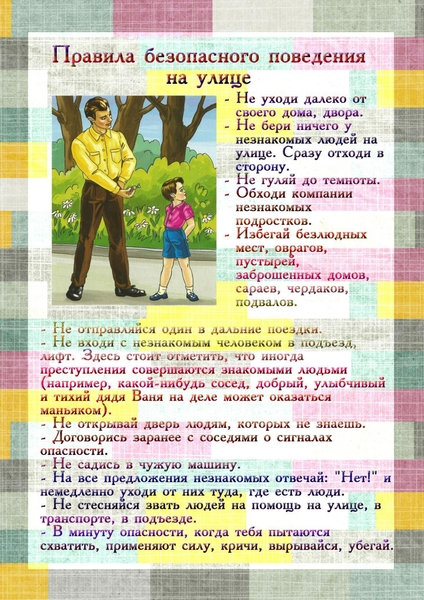 Правила безопасного поведения
на улице
- Не уходи далеко от
своего дома, двора.
- Не бери ничего у
незнакомых людей на
улице. Сразу отходи в
сторону.
- Не гуляй до темноты.
- Обходи компании
незнакомых
подростков.
- Избегай безлюдных
мест, оврагов,
пустырей,
заброшенных домов,
сараев, чердаков,
подвалов.
- Не отправляйся один в дальние поездки.
- Не входи с незнакомым человеком в подъезд,
лифт. Здесь стоит отметить, что иногда
преступления совершаются знакомыми людьми
(например, какой-нибудь сосед, добрый, улыбчивый
и тихий дядя Ваня на деле может оказаться
маньяком).
- Не открывай дверь людям, которых не знаешь.
- Договорись заранее с соседями о сигналах
опасности.
- Не садись в чужую машину.
- На все предложения незнакомых отвечай: "Нет!" и
немедленно уходи от них туда, где есть люди.
- Не стесняйся звать людей на помощь на улице, в
транспорте, в подъезде.
- В минуту опасности, когда тебя пытаются
схватить, применяют силу, кричи, вырывайся, убегай.